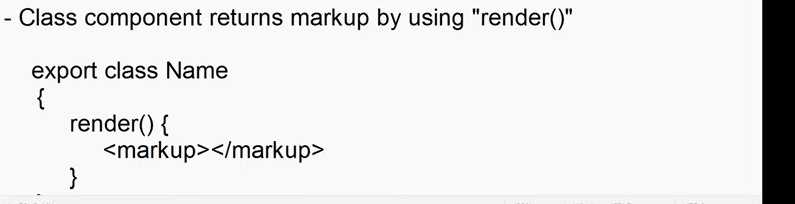 - Class component returns markup by using "render()"
export class Name
{
render() {
<markup></markup>
}